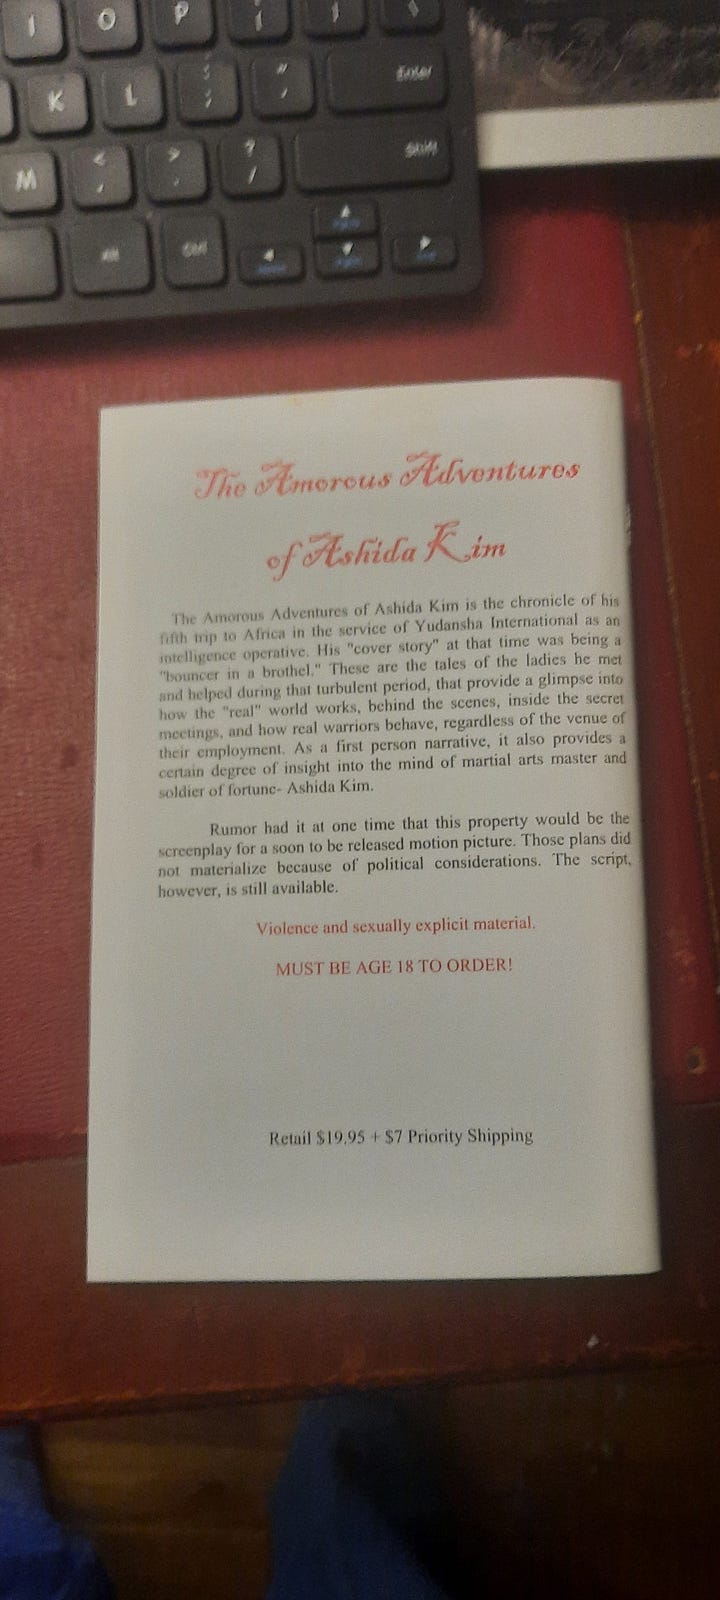 I O P { [ } ]
K L : ; " ' Enter
M < , > . ? / Shift
Alt Ctrl
The Amorous Adventures
of Ashida Kim
The Amorous Adventures of Ashida Kim is the chronicle of his
fifth trip to Africa in the service of Yudansha International as an
intelligence operative. His "cover story" at that time was being a
"bouncer in a brothel." These are the tales of the ladies he met
and helped during that turbulent period, that provide a glimpse into
how the "real" world works, behind the scenes, inside the secret
meetings, and how real warriors behave, regardless of the venue of
their employment. As a first person narrative, it also provides a
certain degree of insight into the mind of martial arts master and
soldier of fortune- Ashida Kim.
Rumor had it at one time that this property would be the
screenplay for a soon to be released motion picture. Those plans did
not materialize because of political considerations. The script,
however, is still available.
Violence and sexually explicit material.
MUST BE AGE 18 TO ORDER!
Retail $19.95 + $7 Priority Shipping